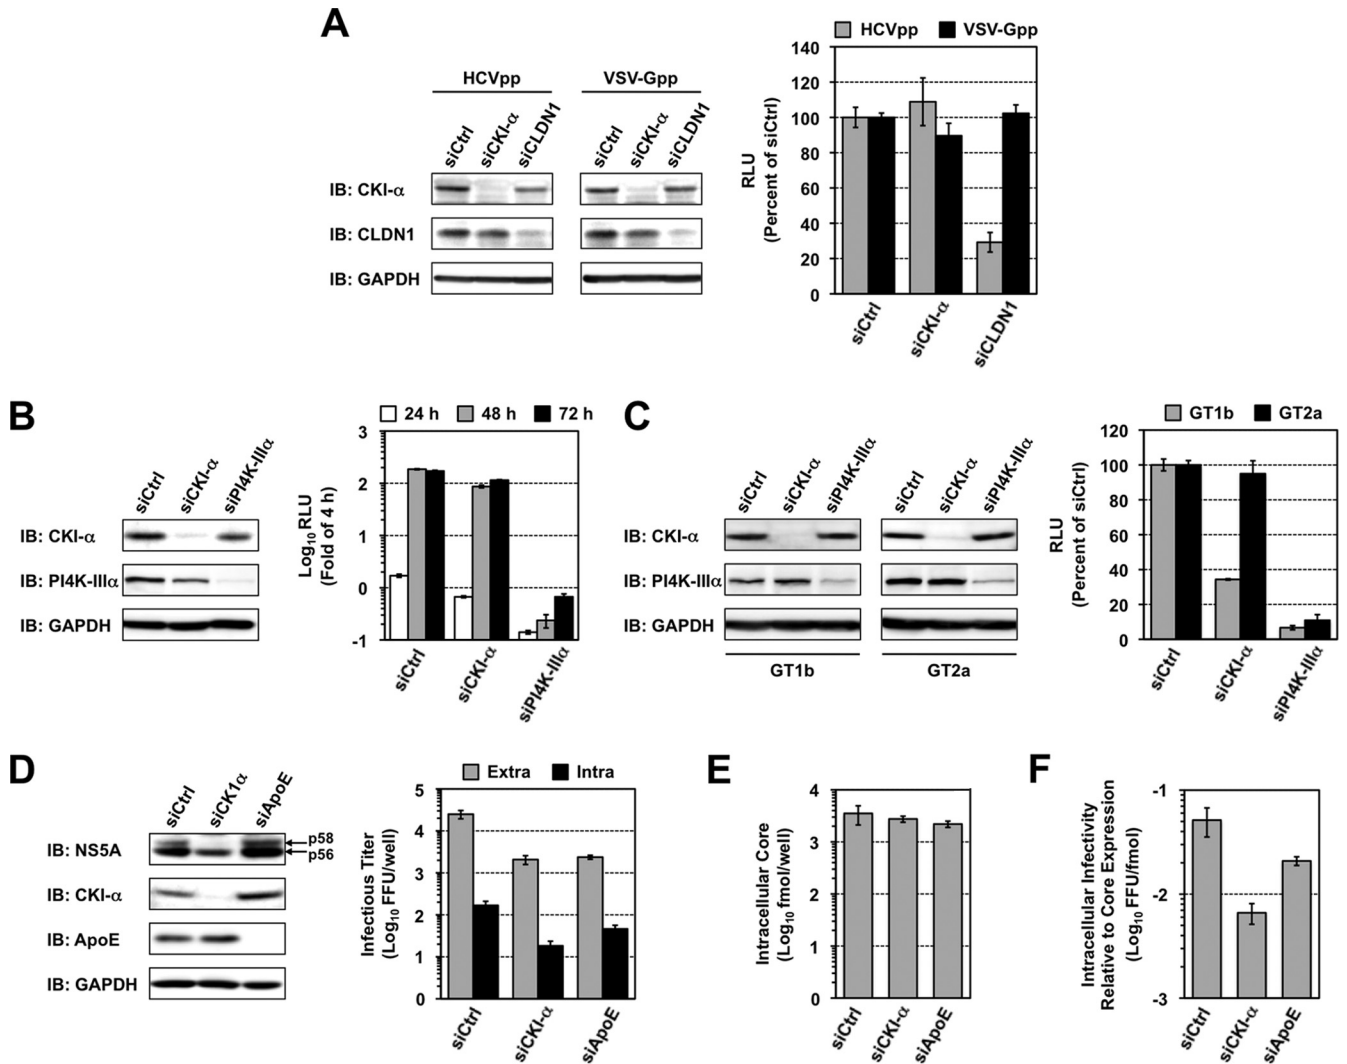 A
HCVpp
VSV-Gpp
siCtrl
siCKI-α
siCLDN1
siCtrl
siCKI-α
siCLDN1
IB: CKI-α
IB: CLDN1
IB: GAPDH
HCVpp
VSV-Gpp
RLU
(Percent of siCtrl)
140
120
100
80
60
40
20
0
siCtrl
siCKI-α
siCLDN1
B
siCtrl
siCKI-α
siPI4K-IIIα
IB: CKI-α
IB: PI4K-IIIα
IB: GAPDH
24 h
48 h
72 h
Log10 RLU
(Fold of 4 h)
3
2
1
0
-1
siCtrl
siCKI-α
siPI4K-IIIα
C
siCtrl
siCKI-α
siPI4K-IIIα
siCtrl
siCKI-α
siPI4K-IIIα
IB: CKI-α
IB: PI4K-IIIα
IB: GAPDH
GT1b
GT2a
GT1b
GT2a
RLU
(Percent of siCtrl)
120
100
80
60
40
20
0
siCtrl
siCKI-α
siPI4K-IIIα
D
siCtrl
siCK1α
siApoE
IB: NS5A
p58
p56
IB: CKI-α
IB: ApoE
IB: GAPDH
Extra
Intra
Infectious Titer
(Log10 FFU/well)
5
4
3
2
1
0
siCtrl
siCKI-α
siApoE
E
Intracellular Core
(Log10 fmol/well)
4
3
2
1
0
siCtrl
siCKI-α
siApoE
F
Intracellular Infectivity
Relative to Core Expression
(Log10 FFU/fmol)
-1
-2
-3
siCtrl
siCKI-α
siApoE